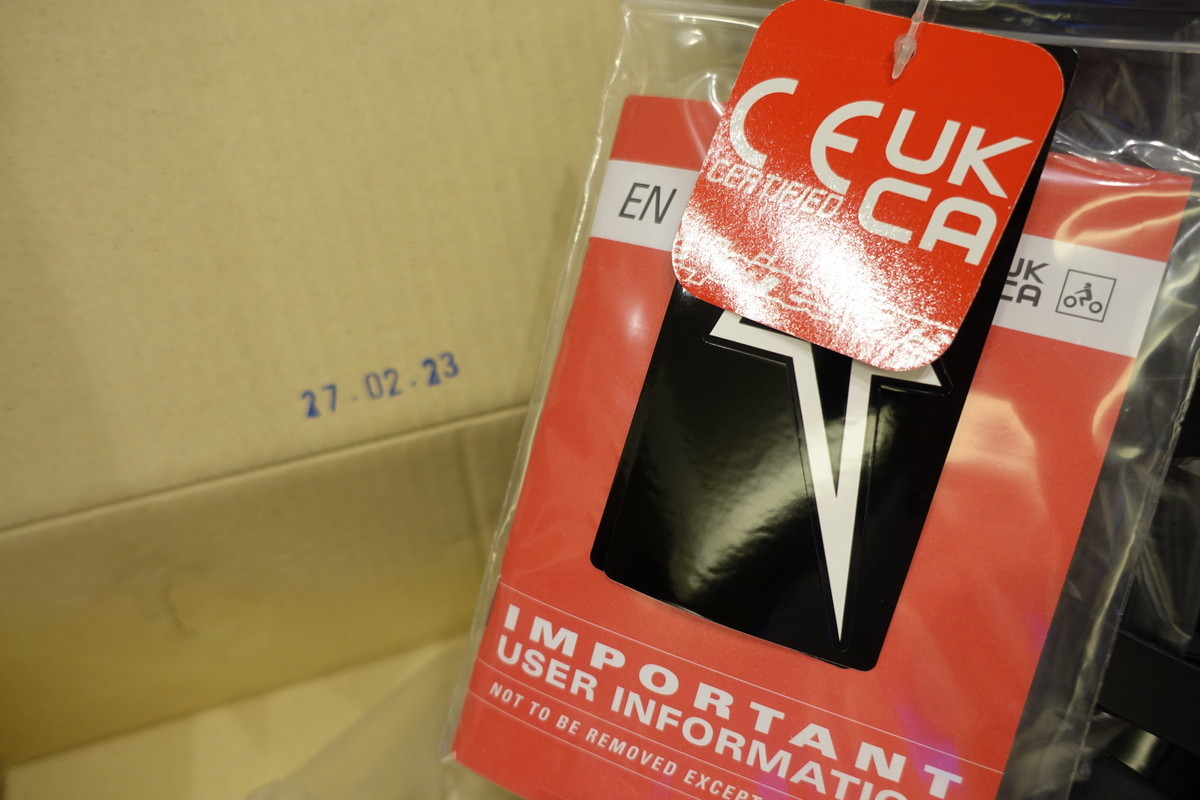 CE UK
CA
CERTIFIED
EN
UK
CA
27.02.23
IMPORTANT
USER INFORMATIO
NOT TO BE REMOVED EXCEPT